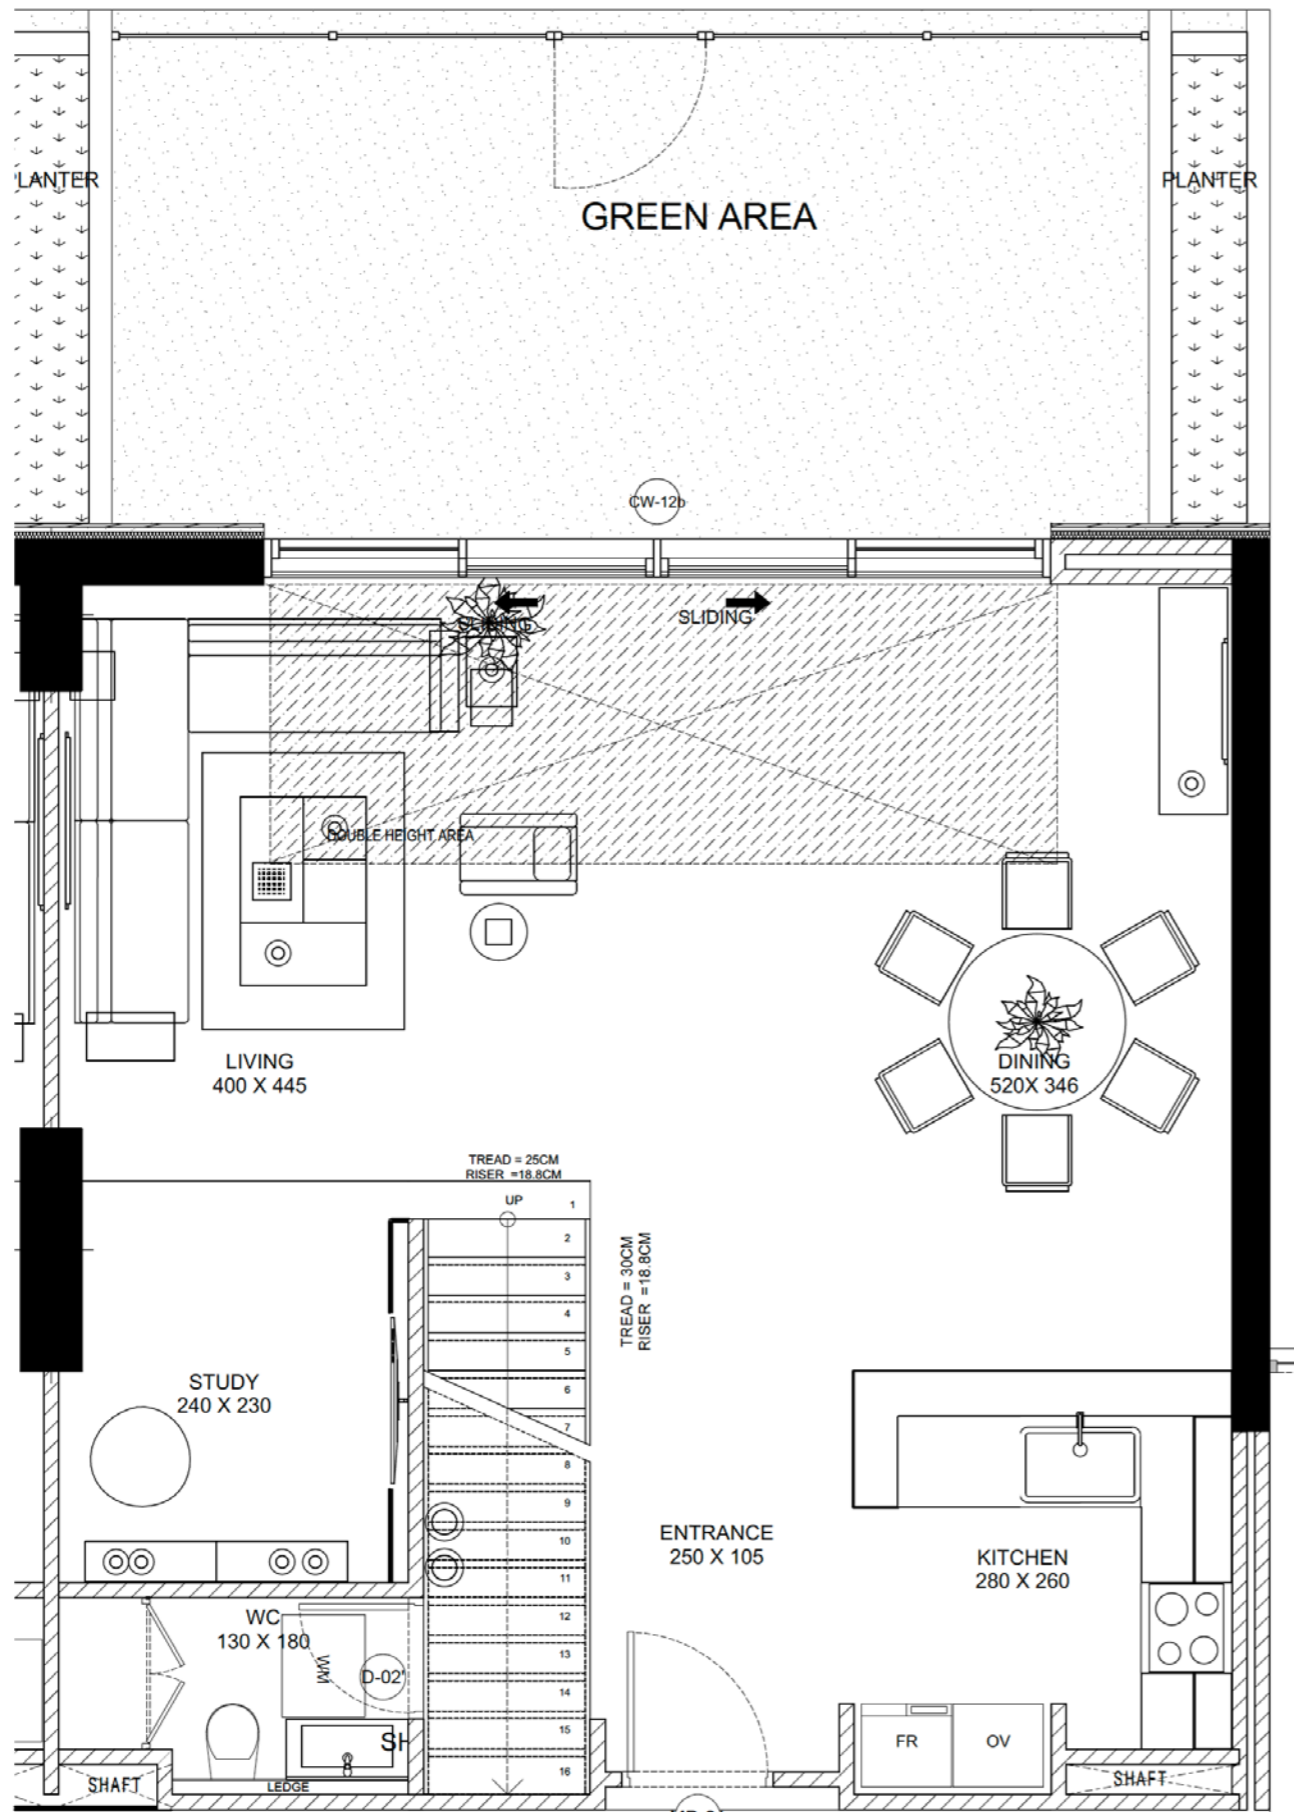 LANTER
PLANTER
GREEN AREA
CW-12b
SLIDING
SLIDING
DOUBLE HEIGHT AREA
LIVING
400 X 445
DINING
520X 346
TREAD = 25CM
RISER =18.8CM
UP
1
2
3
4
5
6
7
8
9
10
11
12
13
14
15
16
TREAD = 30CM
RISER =18.8CM
STUDY
240 X 230
ENTRANCE
250 X 105
KITCHEN
280 X 260
WC
130 X 180
WM
D-02'
SH
FR
OV
SHAFT
LEDGE
SHAFT